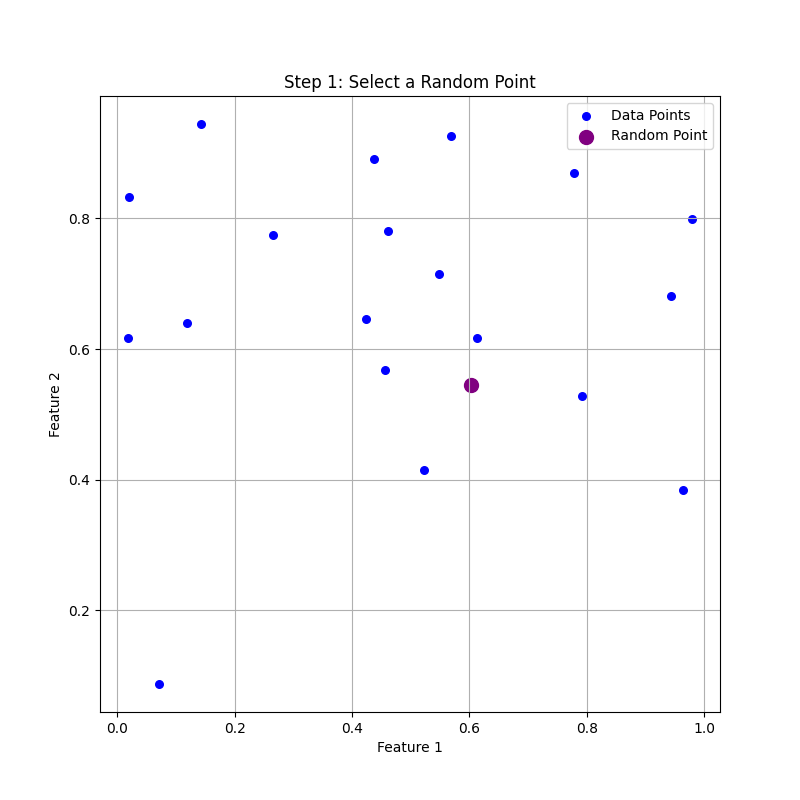 Step 1: Select a Random Point
Data Points
Random Point
0.8
0.6
0.4
0.2
Feature 2
0.0 0.2 0.4 0.6 0.8 1.0
Feature 1